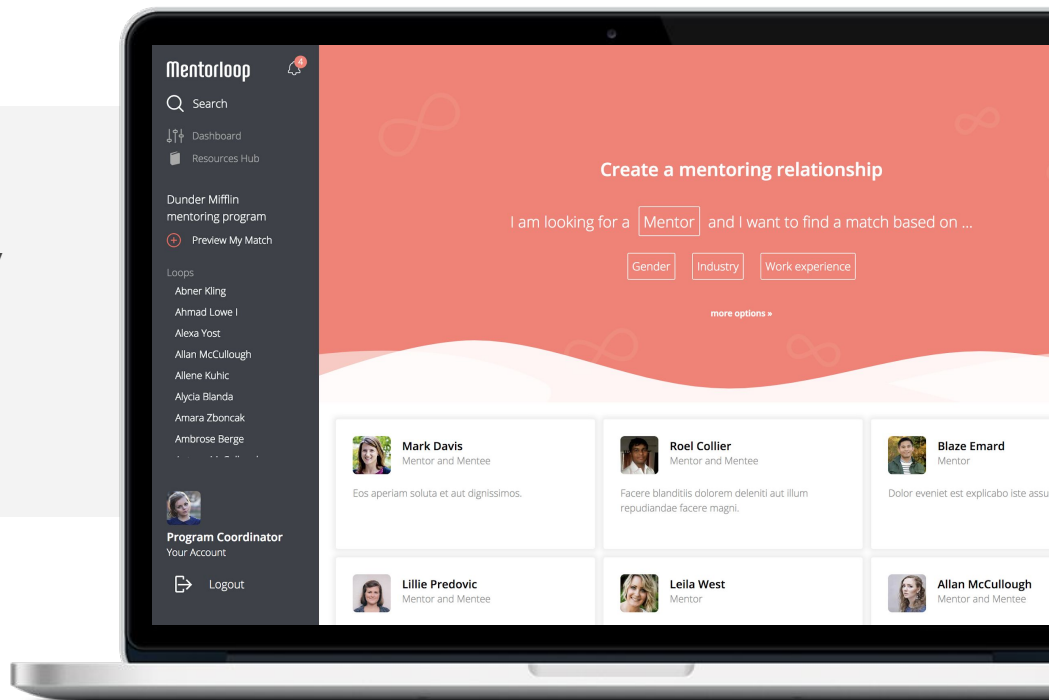 Mentorloop
4
Search
Dashboard
Resources Hub
Dunder Mifflin
mentoring program
Preview My Match
Loops
Abner Kling
Ahmad Lowe I
Alexa Yost
Allan McCullough
Allene Kuhic
Alycia Blanda
Amara Zboncak
Ambrose Berge
Program Coordinator
Your Account
Logout
Create a mentoring relationship
I am looking for a Mentor and I want to find a match based on ...
Gender Industry Work experience
more options »
Mark Davis
Mentor and Mentee
Eos aperiam soluta et aut dignissimos.
Roel Collier
Mentor and Mentee
Facere blanditiis dolorem deleniti aut illum
repudiandae facere magni.
Blaze Emard
Mentor
Dolor eveniet est explicabo iste assu
Lillie Predovic
Mentor and Mentee
Leila West
Mentor
Allan McCullough
Mentor and Mentee